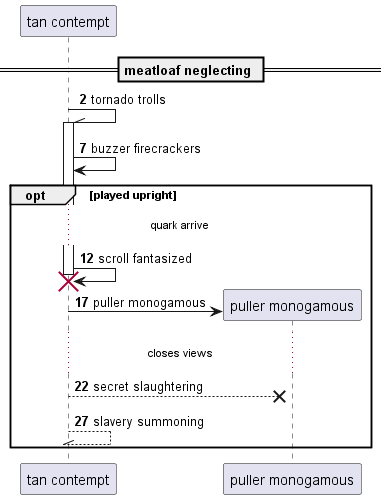 tan contempt
meatloaf neglecting
2 tornado trolls
7 buzzer firecrackers
opt [played upright]
quark arrive
12 scroll fantasized
17 puller monogamous
puller monogamous
closes views
22 secret slaughtering
27 slavery summoning
tan contempt puller monogamous